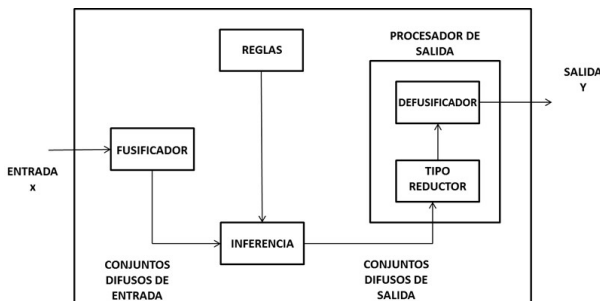 REGLAS
PROCESADOR DE
SALIDA
DEFUSIFICADOR
SALIDA
Y
FUSIFICADOR
ENTRADA
x
TIPO
REDUCTOR
INFERENCIA
CONJUNTOS
DIFUSOS DE
ENTRADA
CONJUNTOS
DIFUSOS DE
SALIDA